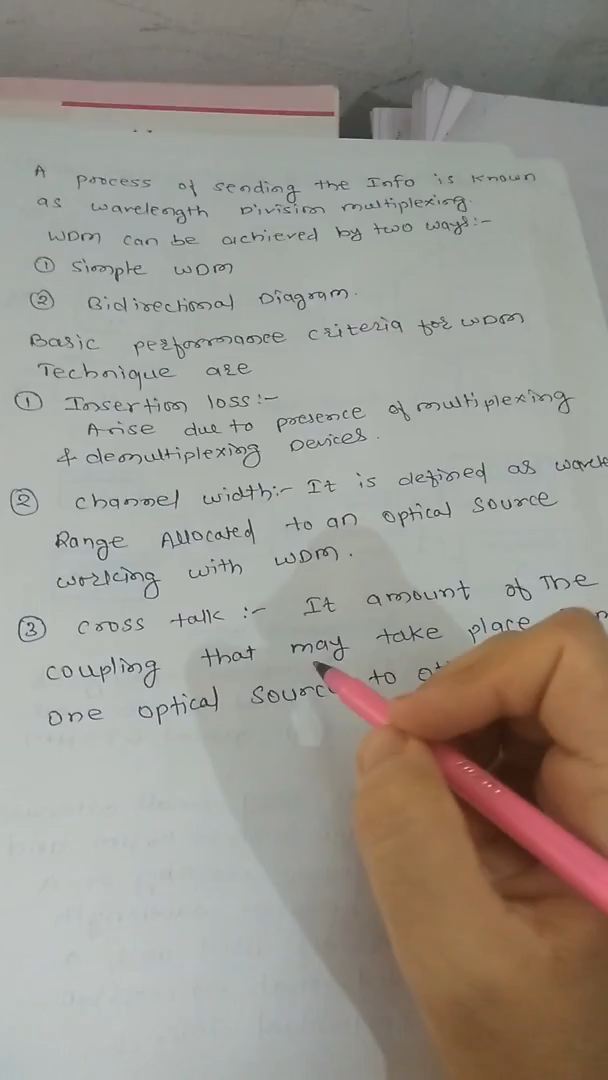 A process of sending the Info is known
as wavelength Division multiplexing.
WDM can be achieved by two ways:-
① Simple WDM
② Bidirectional Diagram.
Basic performance criteria for WDM
Technique are
① Insertion loss:-
Arise due to presence of multiplexing
& demultiplexing Devices.
② Channel width:- It is defined as
Range Allocated to an optical source
working with WDM.
③ Cross talk :- It amount of The
coupling that may take place
one optical source to